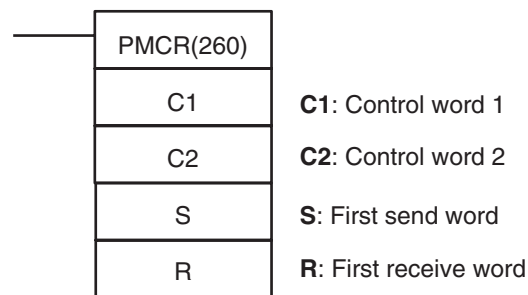 PMCR(260)
C1 C1: Control word 1
C2 C2: Control word 2
S S: First send word
R R: First receive word